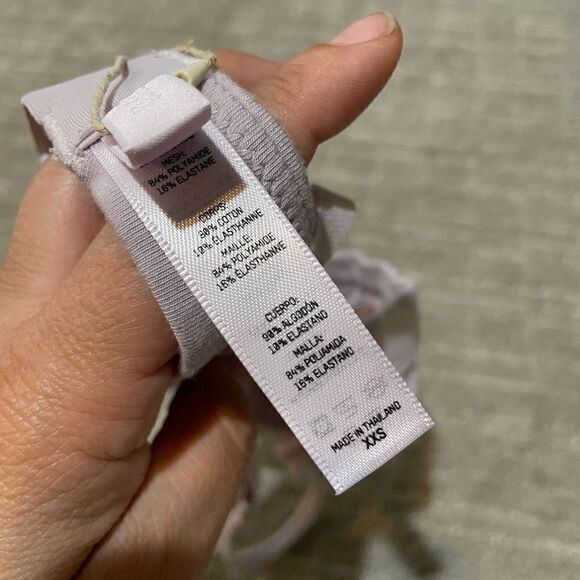 MESH:
84% POLYAMIDE
16% ELASTANE
CORPS:
90% COTON
10% ELASTHANNE
MAILLE:
84% POLYAMIDE
16% ELASTHANNE
CUERPO:
90% ALGODÓN
10% ELASTANO
MALLA:
84% POLIAMIDA
16% ELASTANO
MADE IN THAILAND
XXS